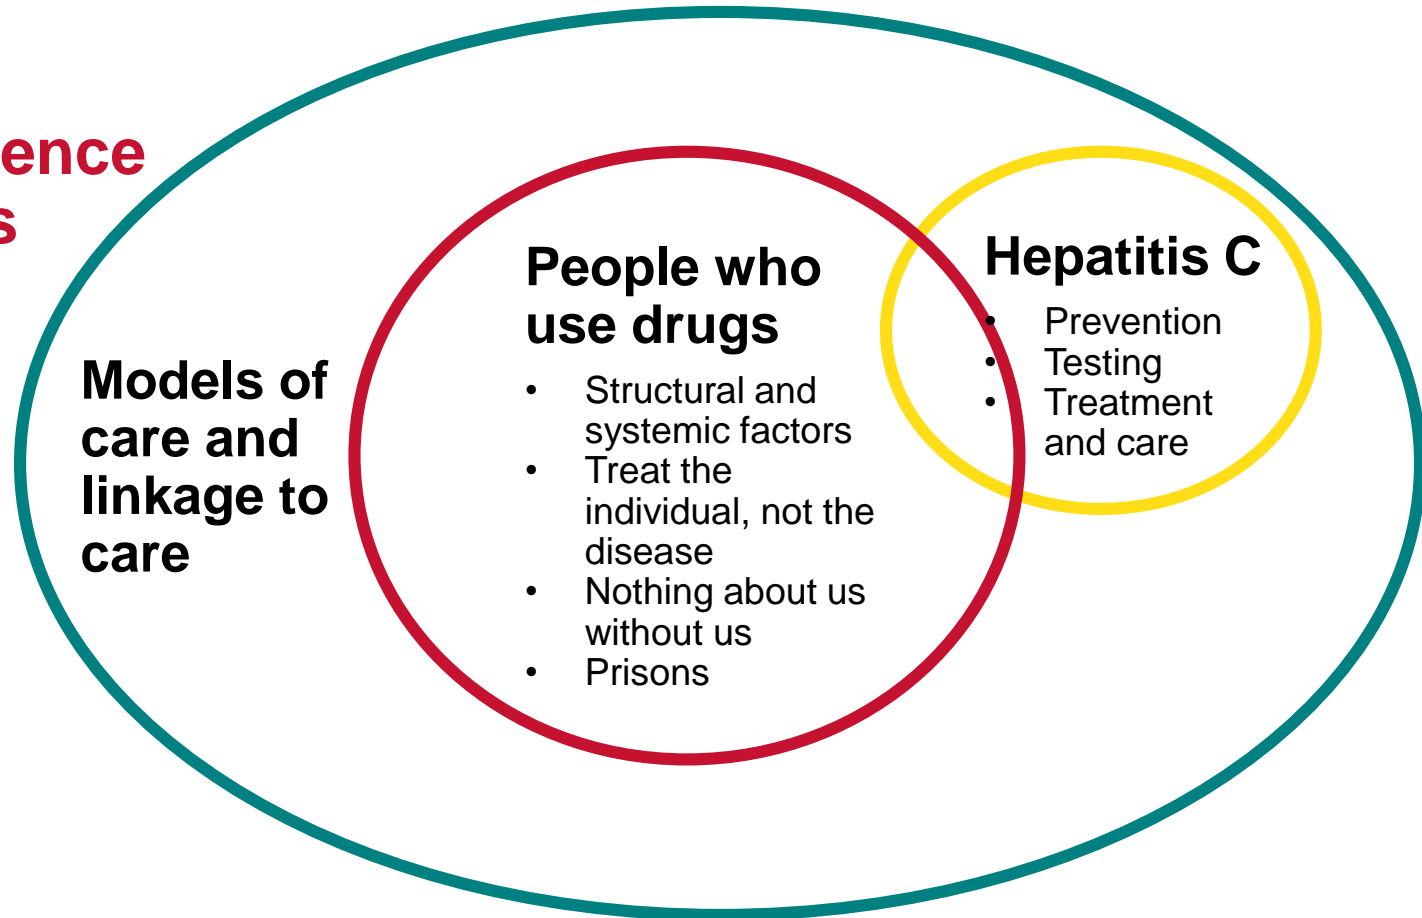 ence
s
Models of
care and
linkage to
care
People who
use drugs
• Structural and
systemic factors
• Treat the
individual, not the
disease
• Nothing about us
without us
• Prisons
Hepatitis C
• Prevention
• Testing
• Treatment
and care